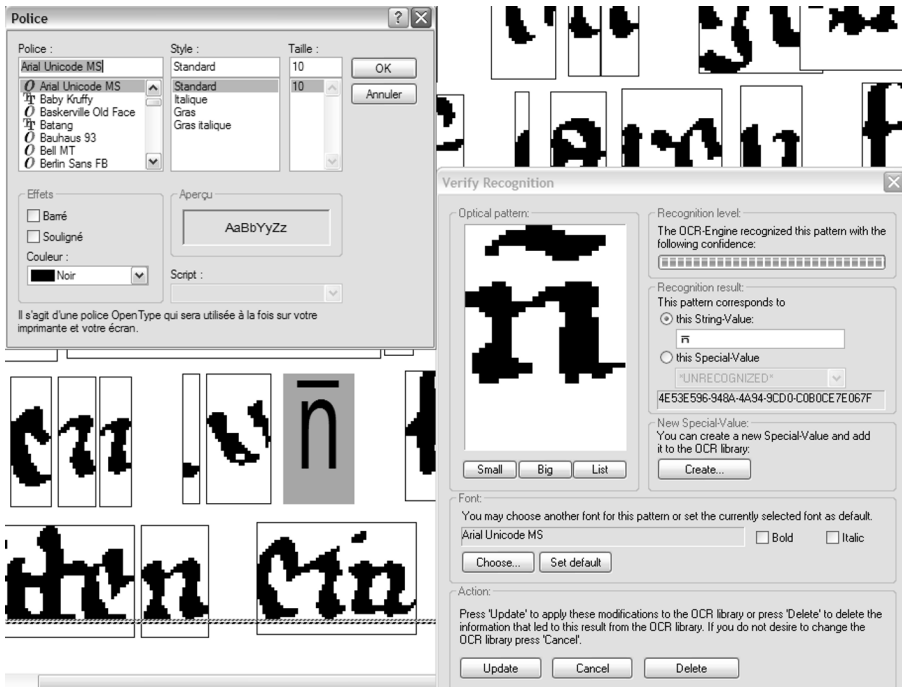 Police
Police :
Style :
Taille :
Arial Unicode MS
Standard
10
OK
Annuler
Arial Unicode MS
Baby Kruffy
Baskerville Old Face
Batang
Bauhaus 93
Bell MT
Berlin Sans FB
Standard
Italique
Gras
Gras italique
10
Effets
Barré
Souligné
Couleur :
Noir
Aperçu
AaBbYyZz
Script :
Il s'agit d'une police OpenType qui sera utilisée à la fois sur votre
imprimante et votre écran.
n̄
Verify Recognition
Optical pattern:
Small
Big
List
Recognition level:
The OCR-Engine recognized this pattern with the
following confidence:
Recognition result:
This pattern corresponds to
this String-Value:
n̄
this Special-Value
*UNRECOGNIZED*
4E53E596-948A-4A94-9CD0-C0B0CE7E067F
New Special-Value:
You can create a new Special-Value and add
it to the OCR library:
Create...
Font:
You may choose another font for this pattern or set the currently selected font as default.
Arial Unicode MS
Bold
Italic
Choose...
Set default
Action:
Press 'Update' to apply these modifications to the OCR library or press 'Delete' to delete the
information that led to this result from the OCR library. If you do not desire to change the
OCR library press 'Cancel'.
Update
Cancel
Delete